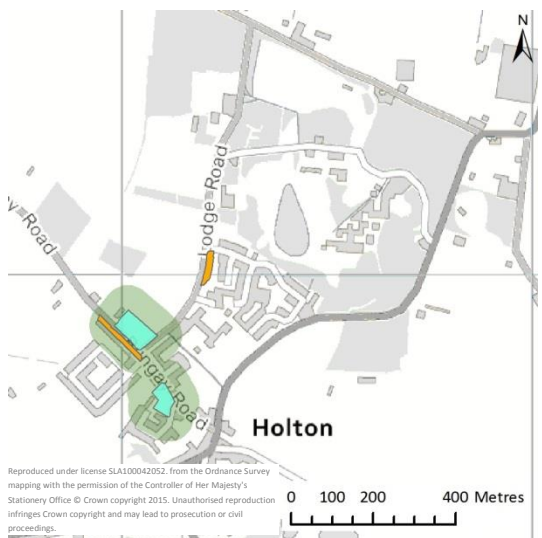 N
Lodge Road
y Road
ngay Road
Holton
Reproduced under license SLA100042052. from the Ordnance Survey
mapping with the permission of the Controller of Her Majesty's
Stationery Office © Crown copyright 2015. Unauthorised reproduction
infringes Crown copyright and may lead to prosecution or civil
proceedings.
0 100 200 400 Metres